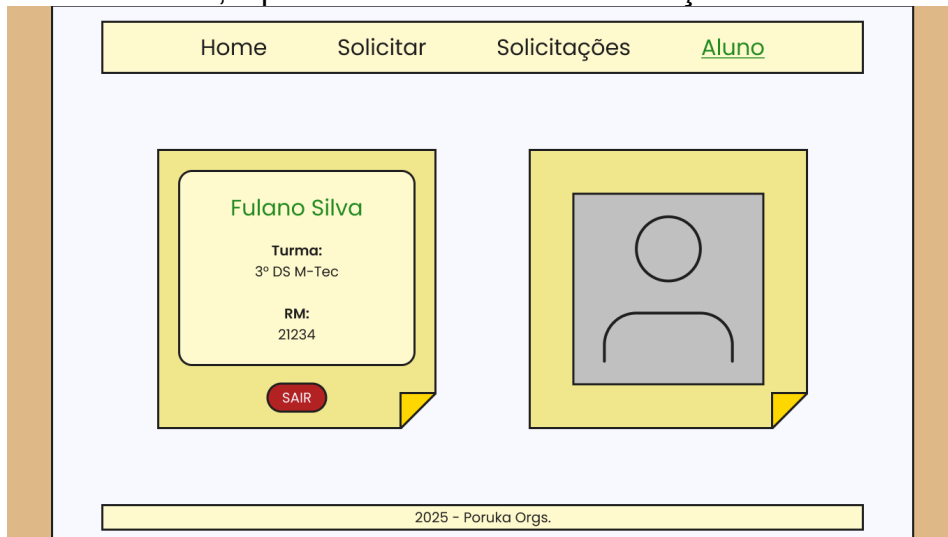 Home Solicitar Solicitações Aluno
Fulano Silva
Turma:
3º DS M-Tec
RM:
21234
SAIR
2025 - Poruka Orgs.